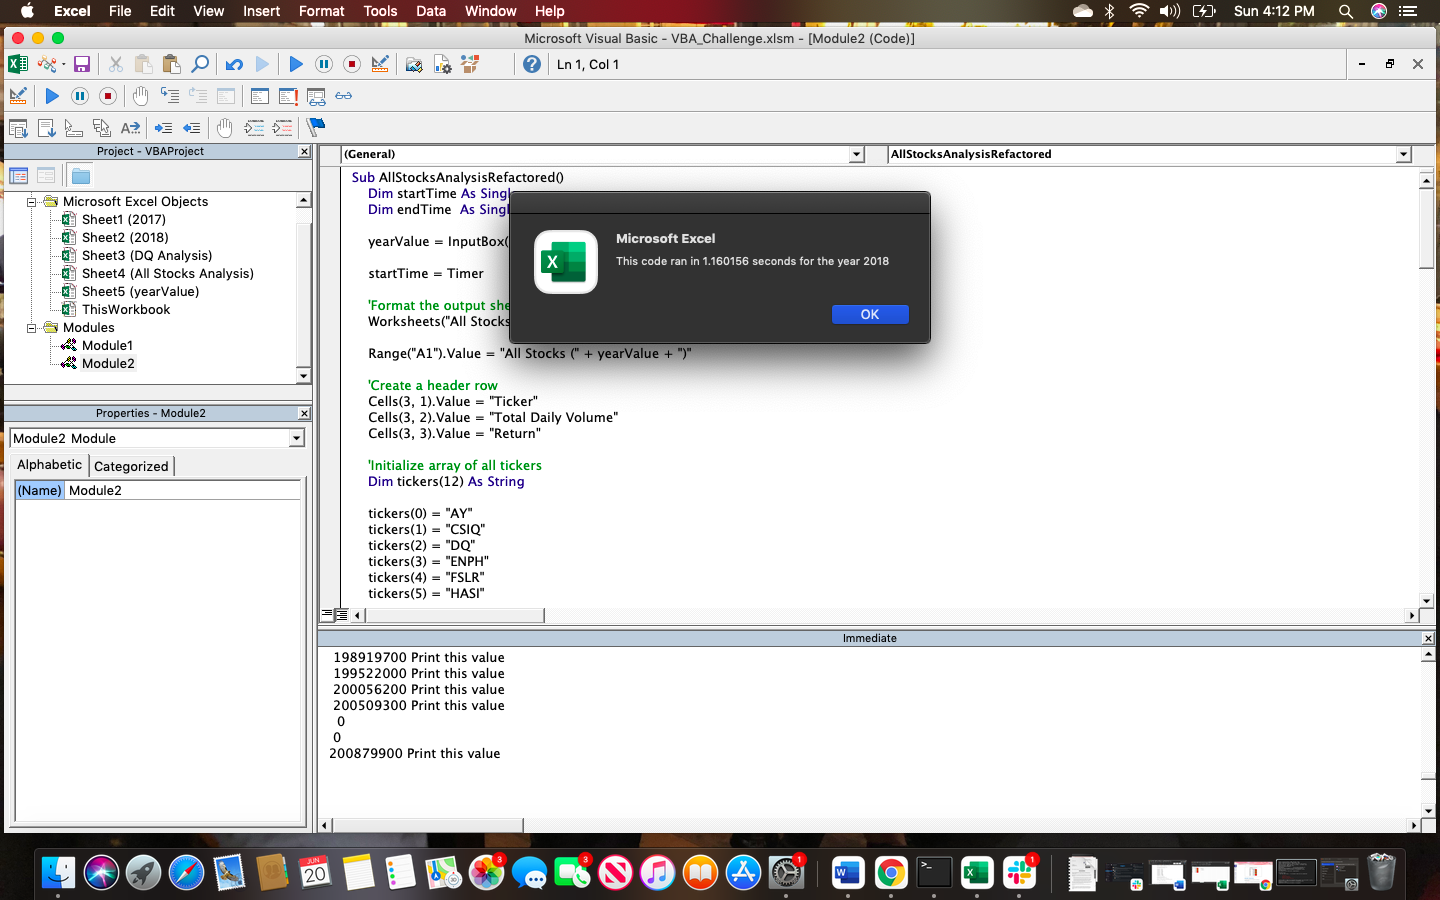 Excel File Edit View Insert Format Tools Data Window Help Sun 4:12 PM
Microsoft Visual Basic - VBA_Challenge.xlsm - [Module2 (Code)]
Ln 1, Col 1
Project - VBAProject
Microsoft Excel Objects
Sheet1 (2017)
Sheet2 (2018)
Sheet3 (DQ Analysis)
Sheet4 (All Stocks Analysis)
Sheet5 (yearValue)
ThisWorkbook
Modules
Module1
Module2
Properties - Module2
Module2 Module
Alphabetic Categorized
(Name) Module2
(General) AllStocksAnalysisRefactored
Sub AllStocksAnalysisRefactored()
Dim startTime As Singl
Dim endTime  As Singl
yearValue = InputBox(
startTime = Timer
'Format the output she
Worksheets("All Stocks
Range("A1").Value = "All Stocks (" + yearValue + ")"
'Create a header row
Cells(3, 1).Value = "Ticker"
Cells(3, 2).Value = "Total Daily Volume"
Cells(3, 3).Value = "Return"
'Initialize array of all tickers
Dim tickers(12) As String
tickers(0) = "AY"
tickers(1) = "CSIQ"
tickers(2) = "DQ"
tickers(3) = "ENPH"
tickers(4) = "FSLR"
tickers(5) = "HASI"
Microsoft Excel
This code ran in 1.160156 seconds for the year 2018
OK
Immediate
198919700 Print this value
199522000 Print this value
200056200 Print this value
200509300 Print this value
0
0
200879900 Print this value
JUN
20
3
3
1
1